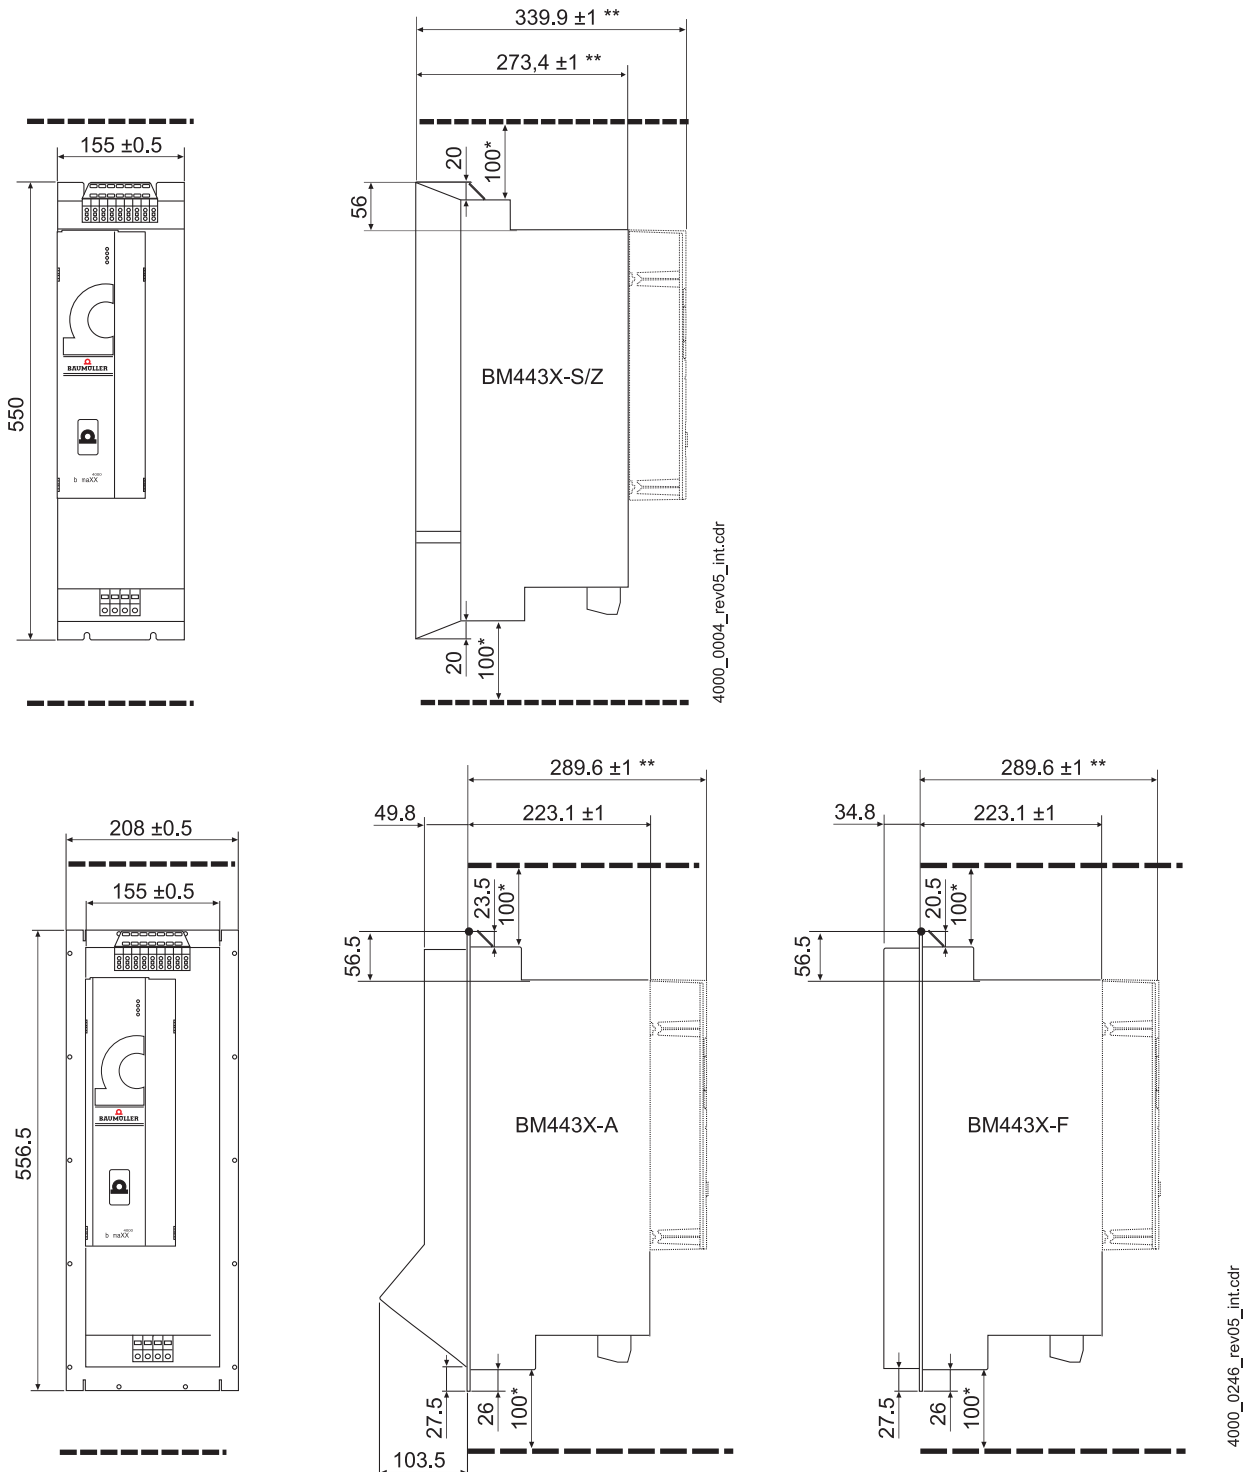 339.9 ±1 **
273,4 ±1 **
155 ±0.5
20
100*
56
550
BAUMÜLLER
4000
b maXX
BM443X-S/Z
20
100*
4000_0004_rev05_int.cdr
289.6 ±1 **
49.8
223.1 ±1
289.6 ±1 **
34.8
223.1 ±1
208 ±0.5
155 ±0.5
23.5
100*
56.5
20.5
100*
56.5
556.5
BAUMÜLLER
4000
b maXX
BM443X-A
BM443X-F
27.5
26
100*
103.5
27.5
26
100*
4000_0246_rev05_int.cdr